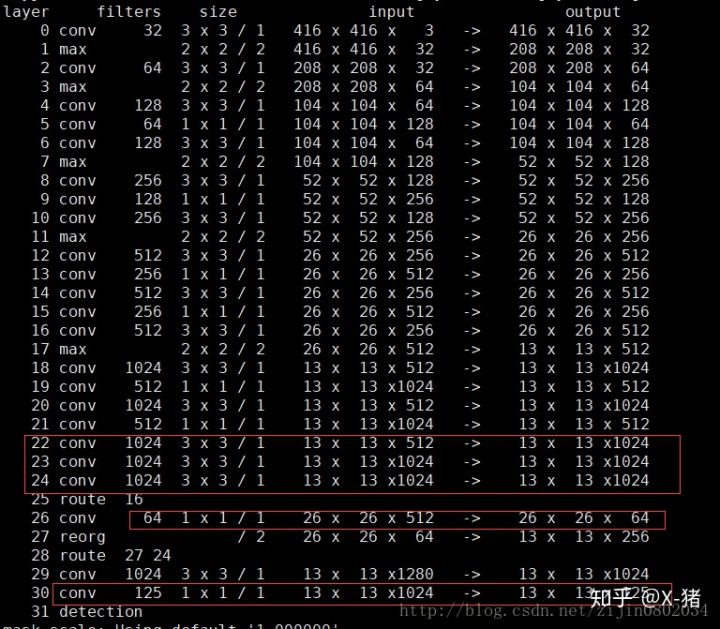 layer filters size input output
0 conv 32 3 x 3 / 1 416 x 416 x 3 -> 416 x 416 x 32
1 max 2 x 2 / 2 416 x 416 x 32 -> 208 x 208 x 32
2 conv 64 3 x 3 / 1 208 x 208 x 32 -> 208 x 208 x 64
3 max 2 x 2 / 2 208 x 208 x 64 -> 104 x 104 x 64
4 conv 128 3 x 3 / 1 104 x 104 x 64 -> 104 x 104 x 128
5 conv 64 1 x 1 / 1 104 x 104 x 128 -> 104 x 104 x 64
6 conv 128 3 x 3 / 1 104 x 104 x 64 -> 104 x 104 x 128
7 max 2 x 2 / 2 104 x 104 x 128 -> 52 x 52 x 128
8 conv 256 3 x 3 / 1 52 x 52 x 128 -> 52 x 52 x 256
9 conv 128 1 x 1 / 1 52 x 52 x 256 -> 52 x 52 x 128
10 conv 256 3 x 3 / 1 52 x 52 x 128 -> 52 x 52 x 256
11 max 2 x 2 / 2 52 x 52 x 256 -> 26 x 26 x 256
12 conv 512 3 x 3 / 1 26 x 26 x 256 -> 26 x 26 x 512
13 conv 256 1 x 1 / 1 26 x 26 x 512 -> 26 x 26 x 256
14 conv 512 3 x 3 / 1 26 x 26 x 256 -> 26 x 26 x 512
15 conv 256 1 x 1 / 1 26 x 26 x 512 -> 26 x 26 x 256
16 conv 512 3 x 3 / 1 26 x 26 x 256 -> 26 x 26 x 512
17 max 2 x 2 / 2 26 x 26 x 512 -> 13 x 13 x 512
18 conv 1024 3 x 3 / 1 13 x 13 x 512 -> 13 x 13 x1024
19 conv 512 1 x 1 / 1 13 x 13 x1024 -> 13 x 13 x 512
20 conv 1024 3 x 3 / 1 13 x 13 x 512 -> 13 x 13 x1024
21 conv 512 1 x 1 / 1 13 x 13 x1024 -> 13 x 13 x 512
22 conv 1024 3 x 3 / 1 13 x 13 x 512 -> 13 x 13 x1024
23 conv 1024 3 x 3 / 1 13 x 13 x1024 -> 13 x 13 x1024
24 conv 1024 3 x 3 / 1 13 x 13 x1024 -> 13 x 13 x1024
25 route 16
26 conv 64 1 x 1 / 1 26 x 26 x 512 -> 26 x 26 x 64
27 reorg / 2 26 x 26 x 64 -> 13 x 13 x 256
28 route 27 24
29 conv 1024 3 x 3 / 1 13 x 13 x1280 -> 13 x 13 x1024
30 conv 125 1 x 1 / 1 13 x 13 x1024 -> 13 x 13 x 125
知乎 @X-猪
31 detection
http://blog.csdn.net/zijin0802034
mask_scale: Using default '1.000000'